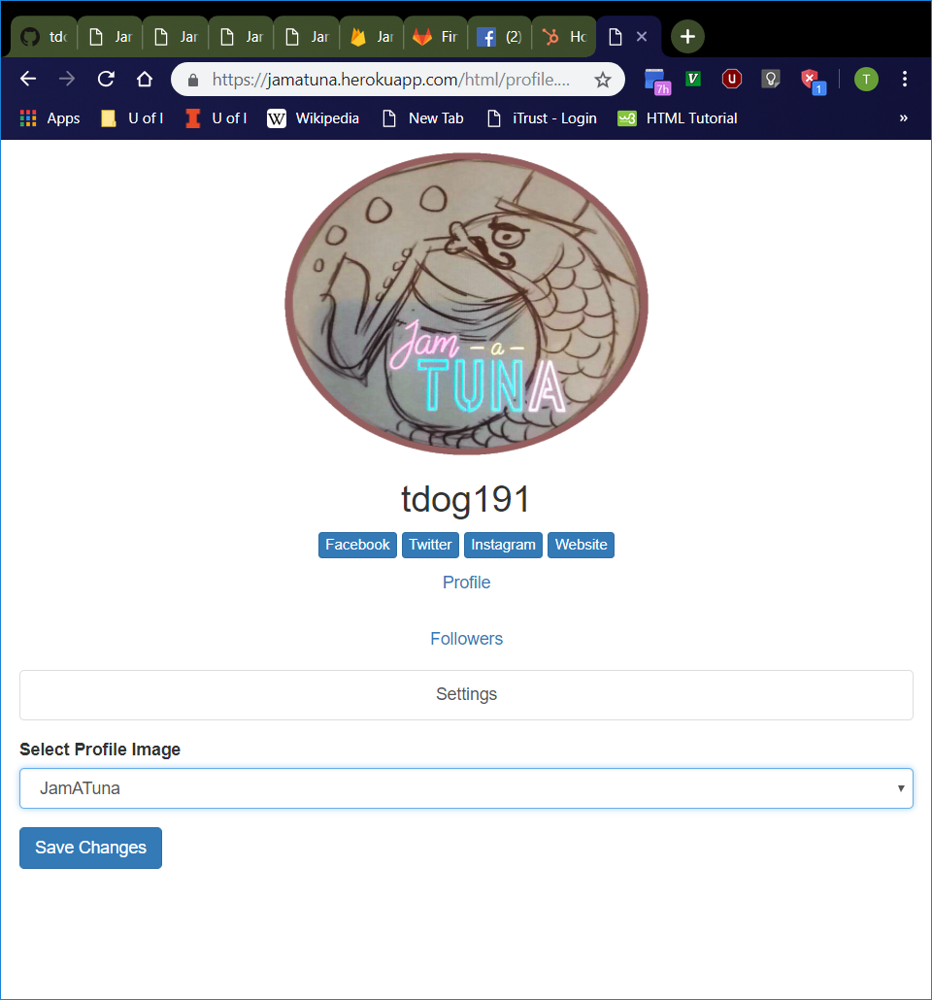 tdo Jar Jar Jar Jar Jar Fir (2) Ho
https://jamatuna.herokuapp.com/html/profile.... 7h V U 1 T
Apps U of I U of I W Wikipedia New Tab iTrust - Login w3 HTML Tutorial »
Jam
- a -
TUNA
tdog191
Facebook Twitter Instagram Website
Profile
Followers
Settings
Select Profile Image
JamATuna
Save Changes